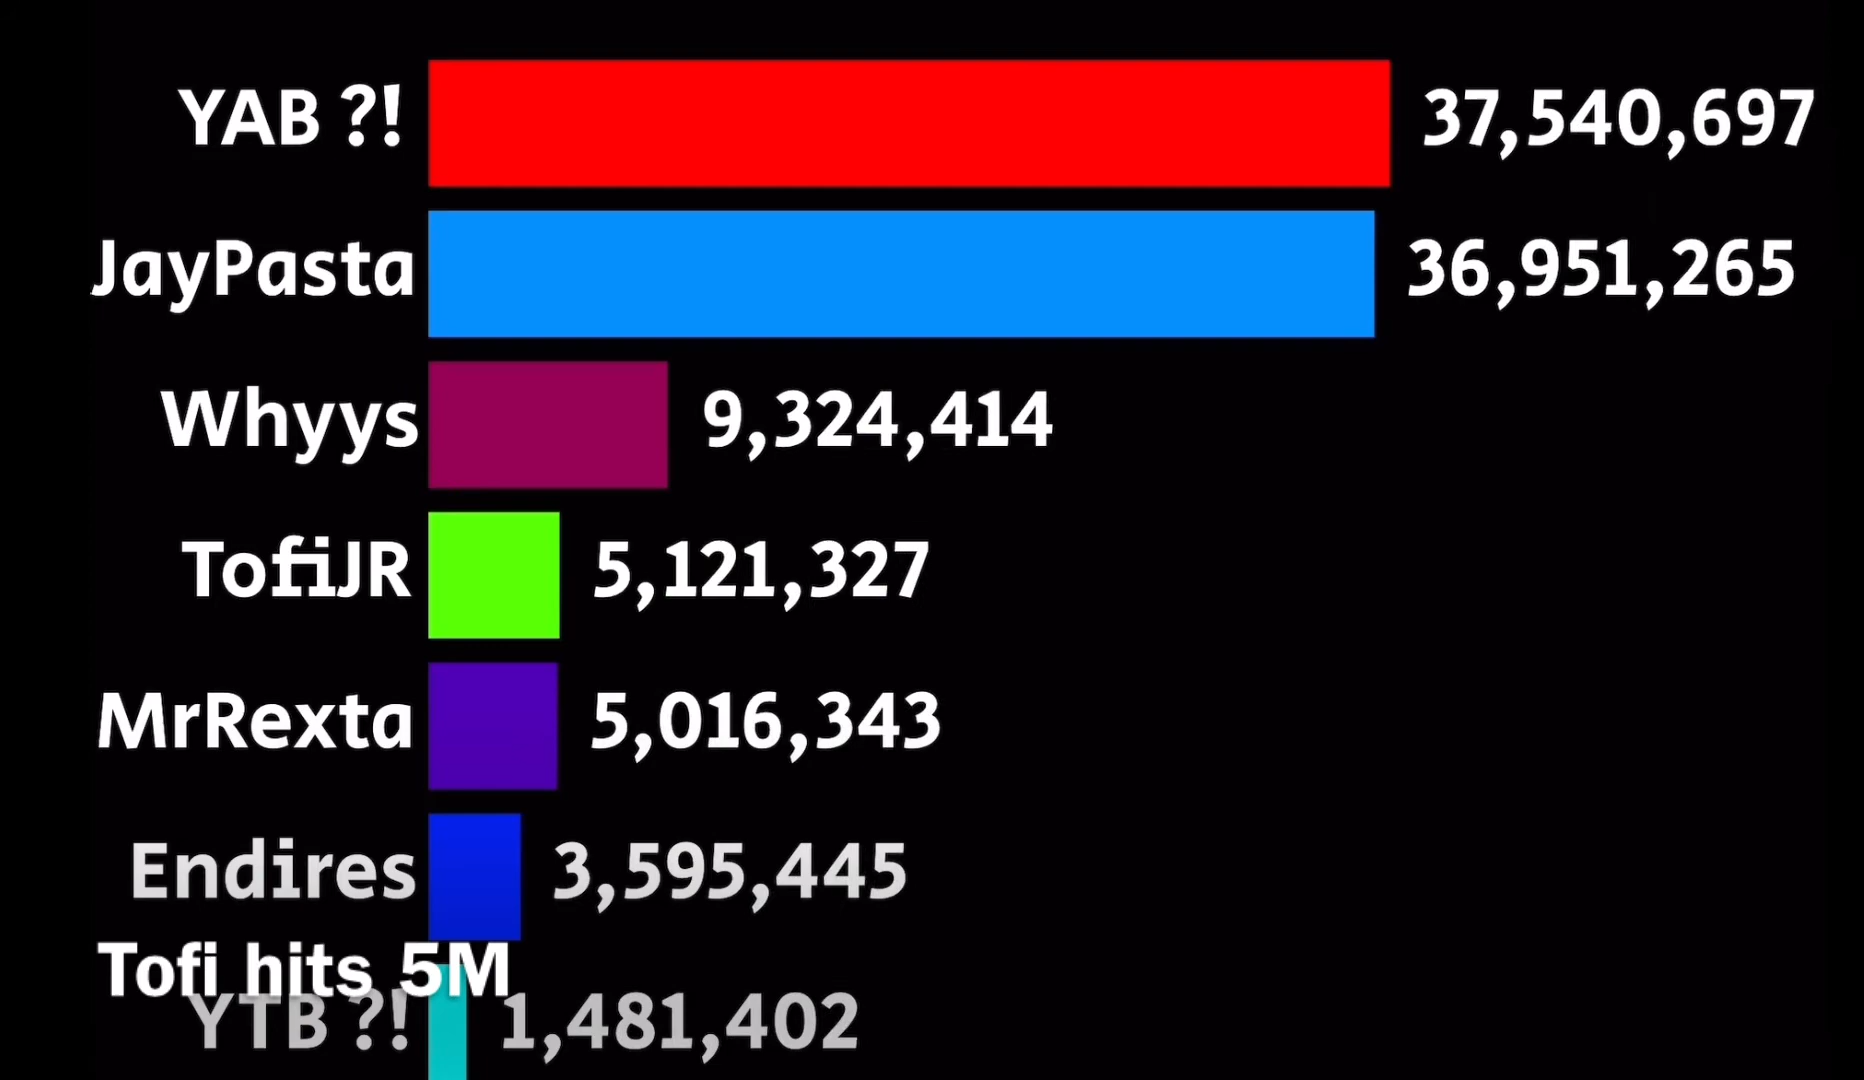 YAB ?! 37,540,697
JayPasta 36,951,265
Whyys 9,324,414
TofiJR 5,121,327
MrRexta 5,016,343
Endires 3,595,445
Tofi hits 5M
YTB ?! 1,481,402